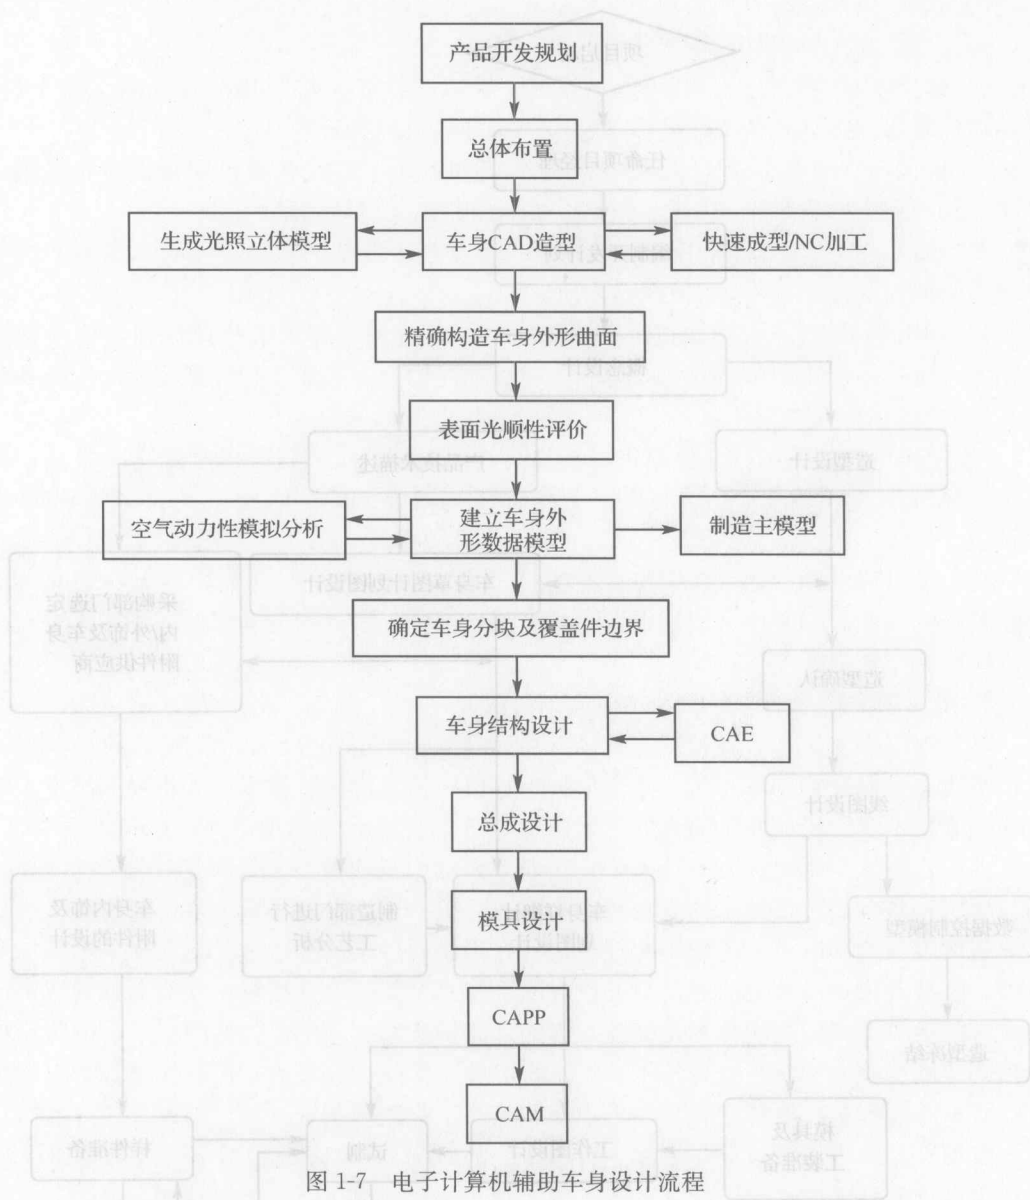 产品开发规划
总体布置
生成光照立体模型
车身CAD造型
快速成型/NC加工
精确构造车身外形曲面
表面光顺性评价
空气动力性模拟分析
建立车身外
形数据模型
制造主模型
确定车身分块及覆盖件边界
车身结构设计
CAE
总成设计
模具设计
CAPP
CAM
图 1-7 电子计算机辅助车身设计流程